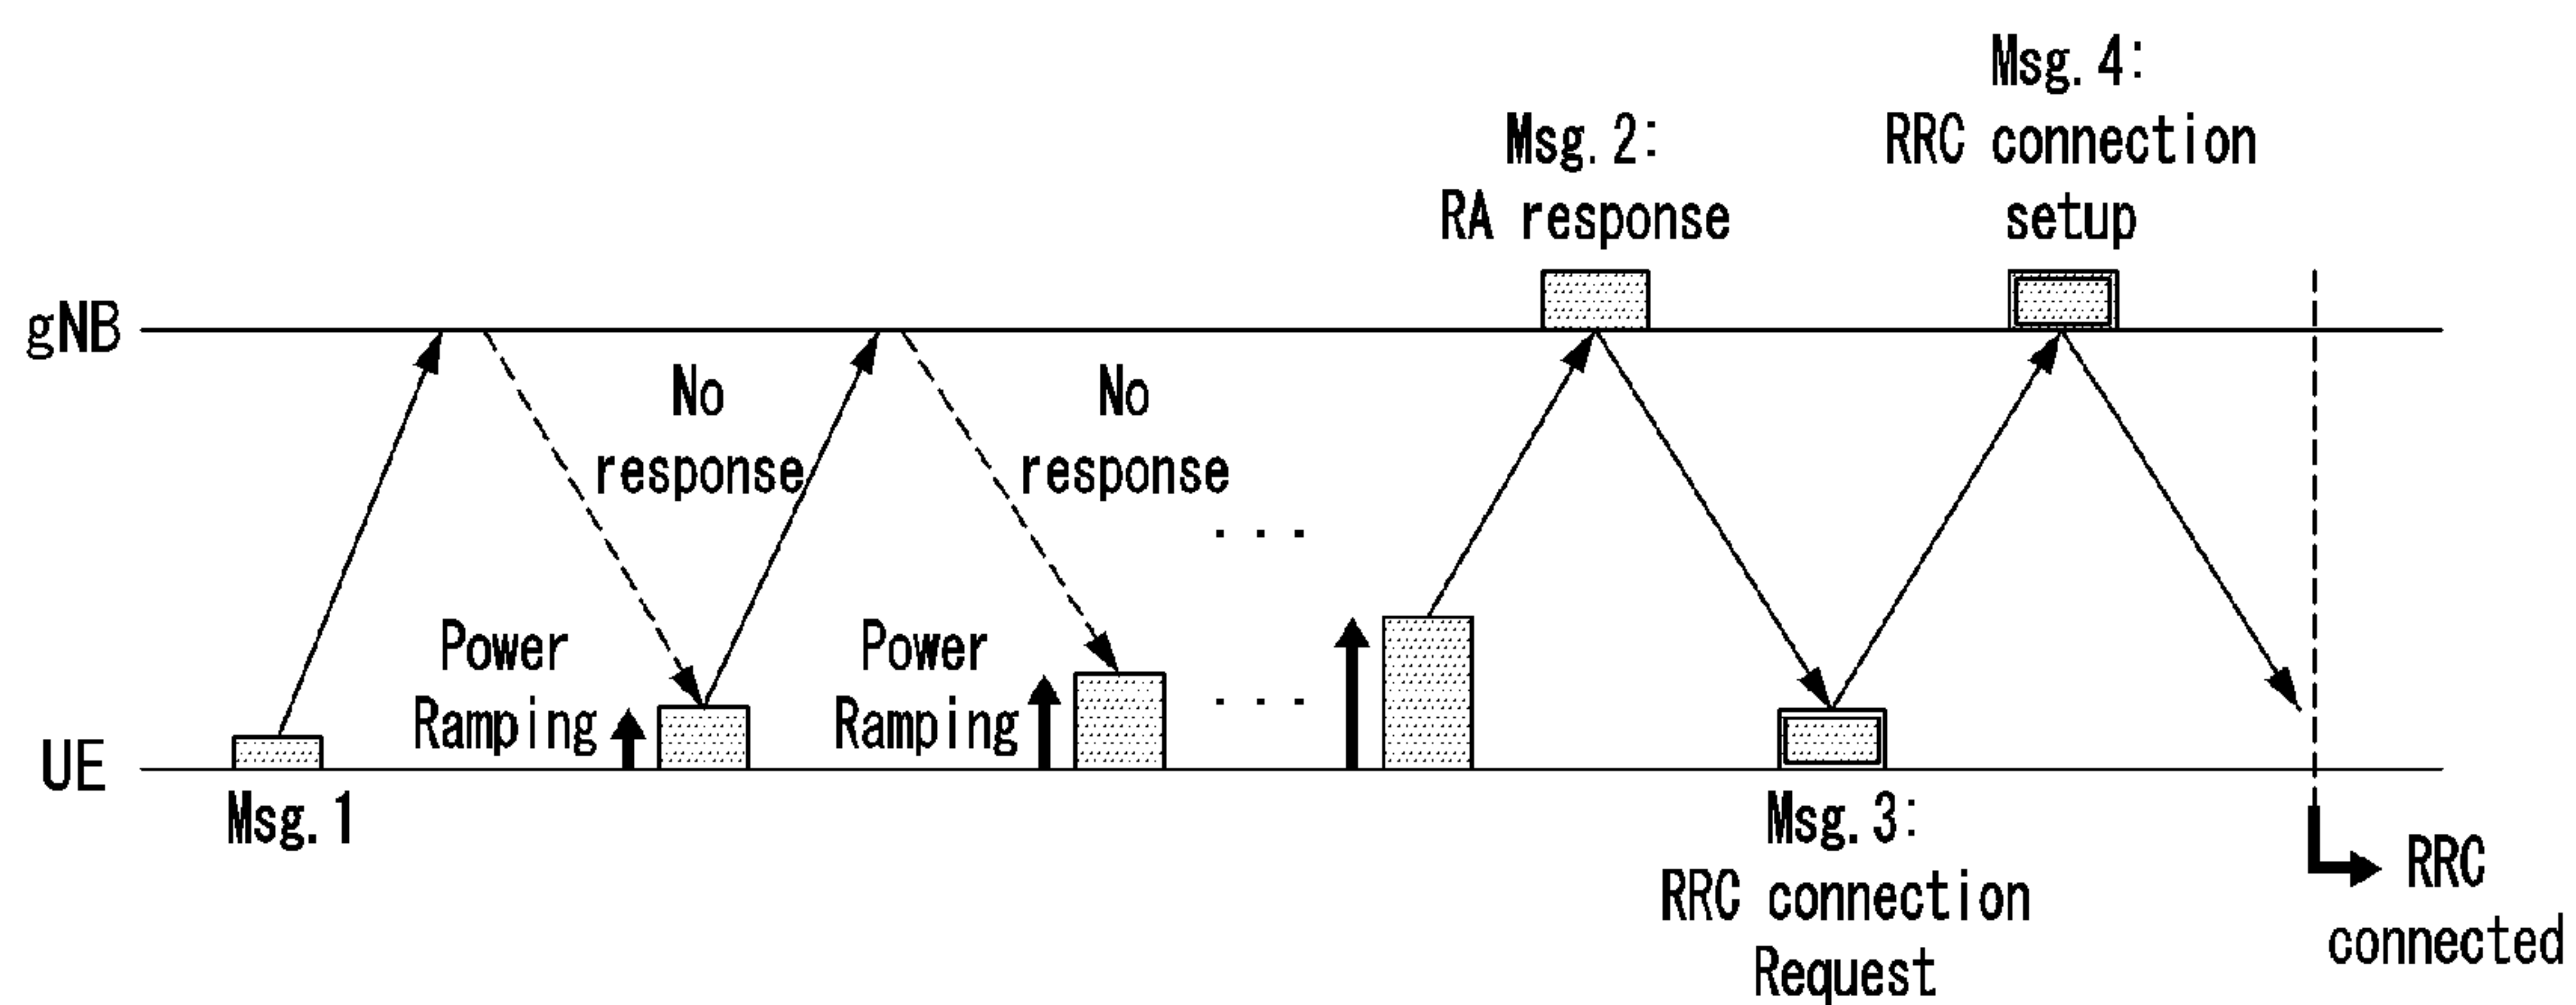 Msg.4:
RRC connection
setup
Msg.2:
RA response
gNB
No
response
No
response
. . .
Power
Ramping
Power
Ramping
. . .
UE
Msg.1
Msg.3:
RRC connection
Request
RRC
connected